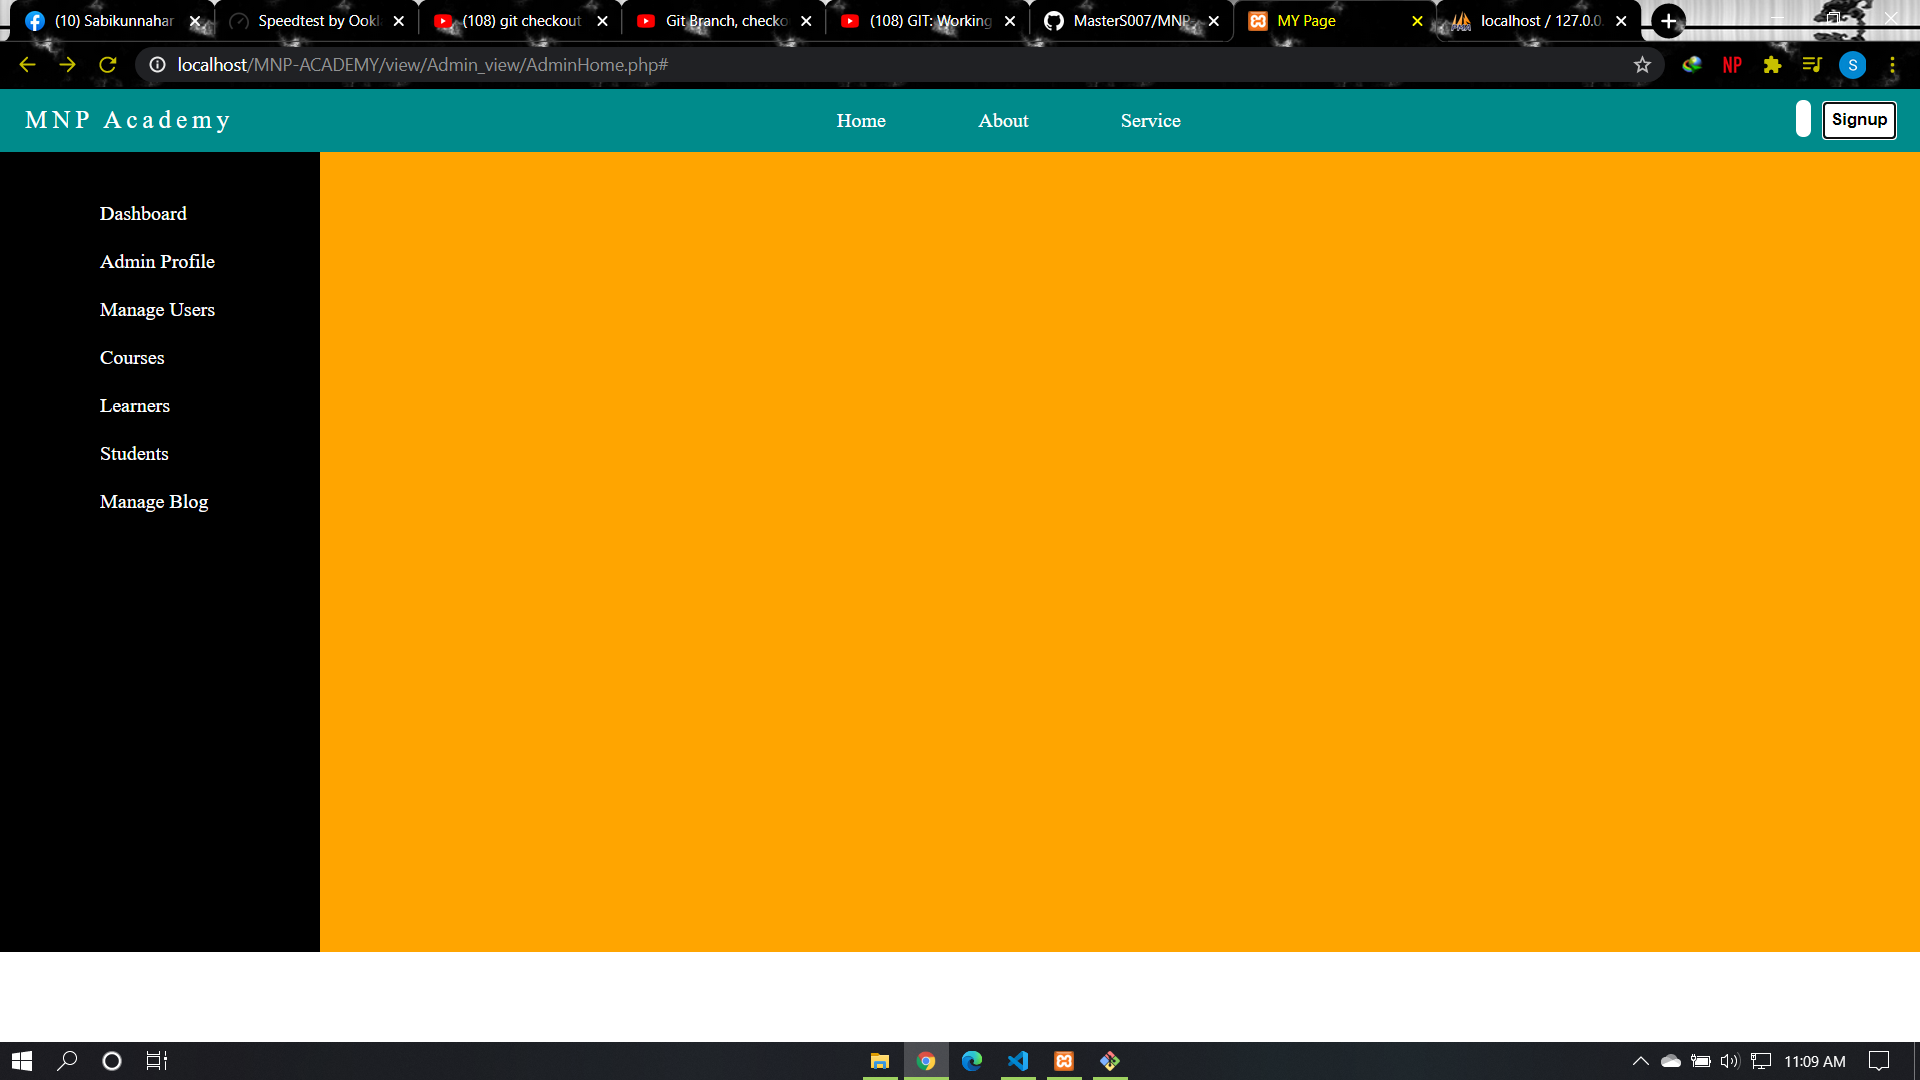 (10) Sabikunnahar
Speedtest by Ookl
(108) git checkout
Git Branch, checko
(108) GIT: Working
MasterS007/MNP-
MY Page
localhost / 127.0.0.
localhost/MNP-ACADEMY/view/Admin_view/AdminHome.php#
NP
S
MNP Academy
Home
About
Service
Signup
Dashboard
Admin Profile
Manage Users
Courses
Learners
Students
Manage Blog
11:09 AM